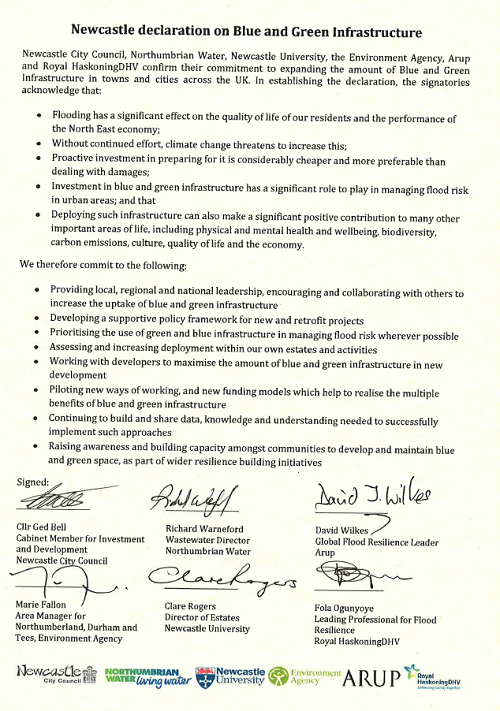 Newcastle declaration on Blue and Green Infrastructure
Newcastle City Council, Northumbrian Water, Newcastle University, the Environment Agency, Arup
and Royal HaskoningDHV confirm their commitment to expanding the amount of Blue and Green
Infrastructure in towns and cities across the UK. In establishing the declaration, the signatories
acknowledge that:
• Flooding has a significant effect on the quality of life of our residents and the performance of
the North East economy;
• Without continued effort, climate change threatens to increase this;
• Proactive investment in preparing for it is considerably cheaper and more preferable than
dealing with damages;
• Investment in blue and green infrastructure has a significant role to play in managing flood risk
in urban areas; and that
• Deploying such infrastructure can also make a significant positive contribution to many other
important areas of life, including physical and mental health and wellbeing, biodiversity,
carbon emissions, culture, quality of life and the economy.
We therefore commit to the following:
• Providing local, regional and national leadership, encouraging and collaborating with others to
increase the uptake of blue and green infrastructure
• Developing a supportive policy framework for new and retrofit projects
• Prioritising the use of green and blue infrastructure in managing flood risk wherever possible
• Assessing and increasing deployment within our own estates and activities
• Working with developers to maximise the amount of blue and green infrastructure in new
development
• Piloting new ways of working, and new funding models which help to realise the multiple
benefits of blue and green infrastructure
• Continuing to build and share data, knowledge and understanding needed to successfully
implement such approaches
• Raising awareness and building capacity amongst communities to develop and maintain blue
and green space, as part of wider resilience building initiatives
Signed:
David J. Wilkes
Cllr Ged Bell
Cabinet Member for Investment
and Development
Newcastle City Council
Richard Warneford
Wastewater Director
Northumbrian Water
David Wilkes
Global Flood Resilience Leader
Arup
Clare Rogers
Marie Fallon
Area Manager for
Northumberland, Durham and
Tees, Environment Agency
Clare Rogers
Director of Estates
Newcastle University
Fola Ogunyoye
Leading Professional for Flood
Resilience
Royal HaskoningDHV
Newcastle
City Council
NORTHUMBRIAN
WATER living water
Newcastle
University
Environment
Agency
ARUP
Royal
HaskoningDHV